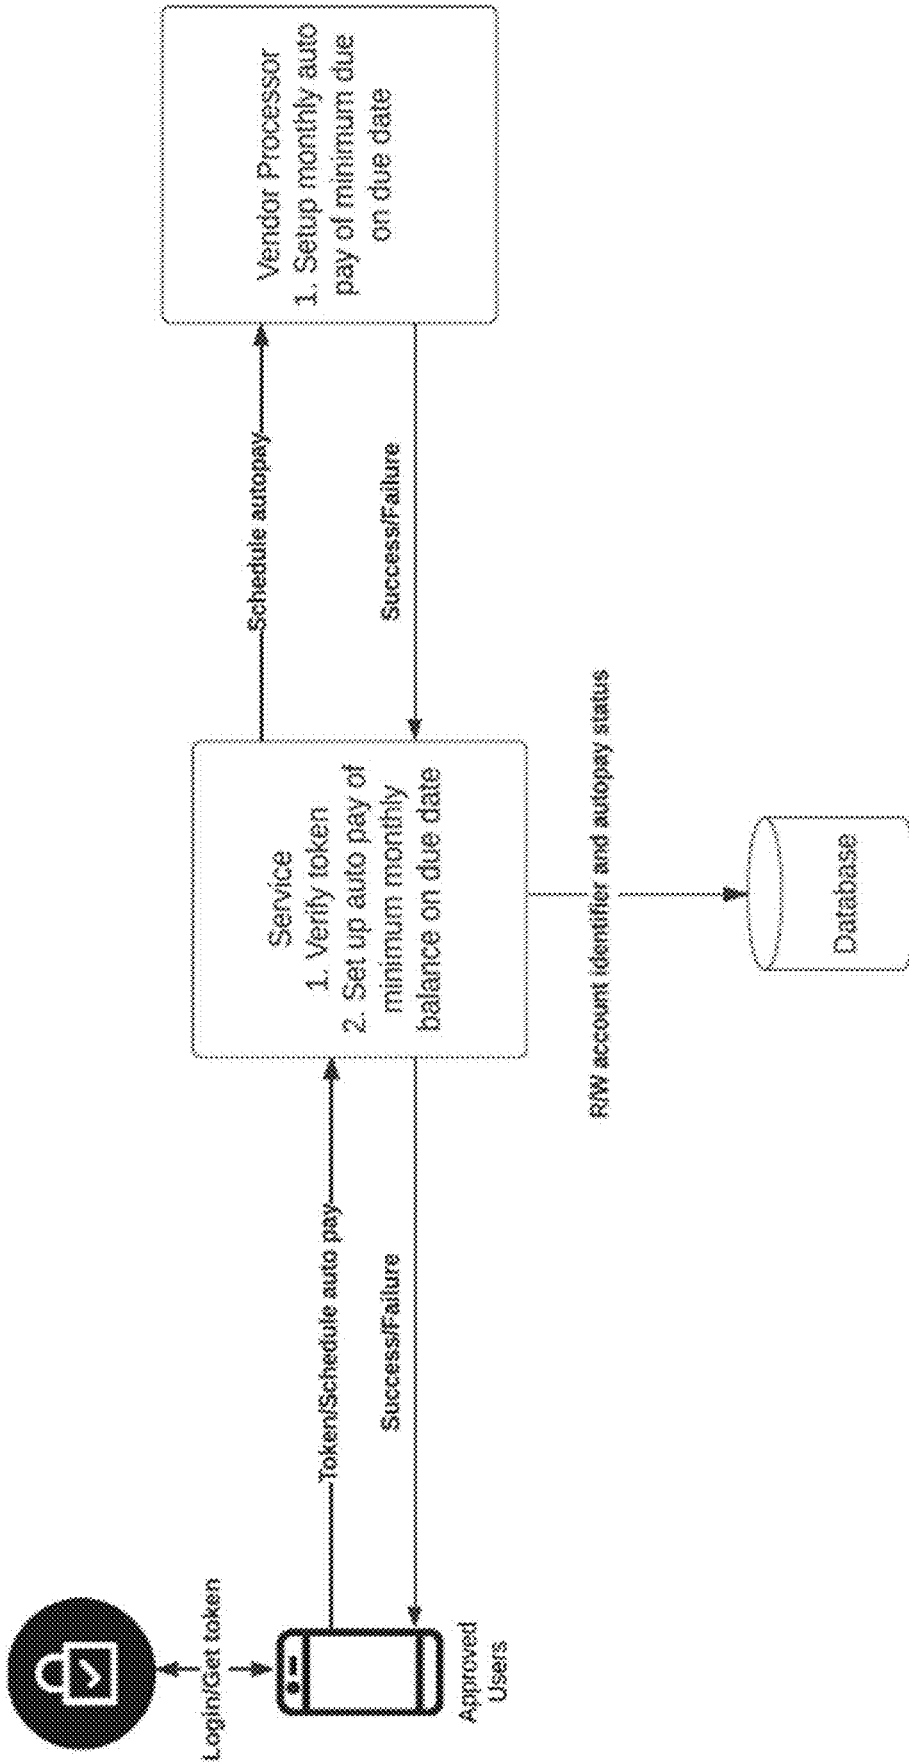 Login/Get token
Approved
Users
Token/Schedule auto pay
Success/Failure
Service
1. Verify token
2. Set up auto pay of
minimum monthly
balance on due date
R/W account identifier and autopay status
Database
Schedule autopay
Success/Failure
Vendor Processor
1. Setup monthly auto
pay of minimum due
on due date